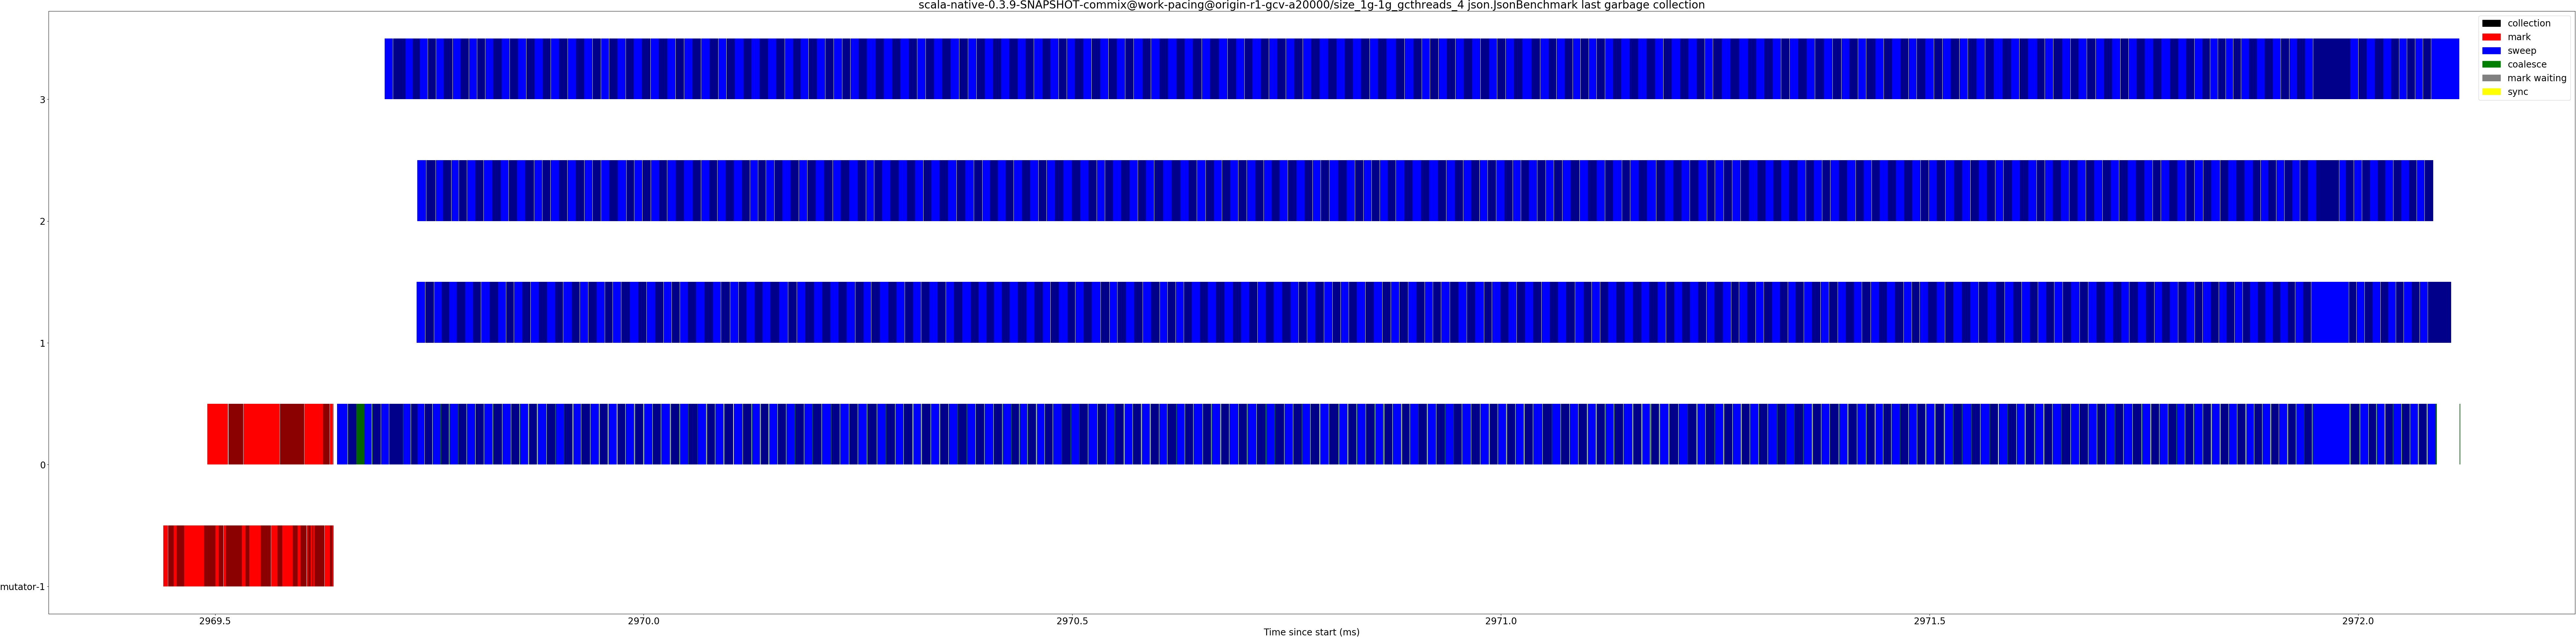 scala-native-0.3.9-SNAPSHOT-commix@work-pacing@origin-r1-gcv-a20000/size_1g-1g_gcthreads_4 json.JsonBenchmark last garbage collection
collection
mark
sweep
coalesce
mark waiting
sync
3
2
1
0
mutator-1
2969.5 2970.0 2970.5 2971.0 2971.5 2972.0
Time since start (ms)